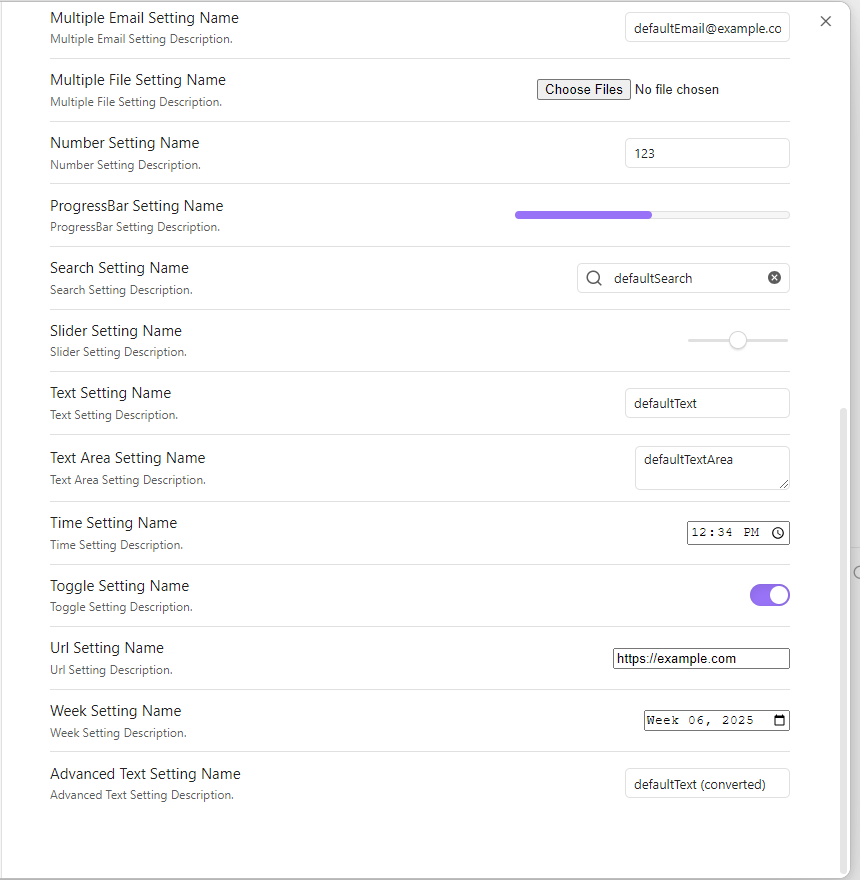 Multiple Email Setting Name
Multiple Email Setting Description.
defaultEmail@example.co
Multiple File Setting Name
Multiple File Setting Description.
Choose Files No file chosen
Number Setting Name
Number Setting Description.
123
ProgressBar Setting Name
ProgressBar Setting Description.
Search Setting Name
Search Setting Description.
defaultSearch
Slider Setting Name
Slider Setting Description.
Text Setting Name
Text Setting Description.
defaultText
Text Area Setting Name
Text Area Setting Description.
defaultTextArea
Time Setting Name
Time Setting Description.
12:34 PM
Toggle Setting Name
Toggle Setting Description.
Url Setting Name
Url Setting Description.
https://example.com
Week Setting Name
Week Setting Description.
Week 06, 2025
Advanced Text Setting Name
Advanced Text Setting Description.
defaultText (converted)